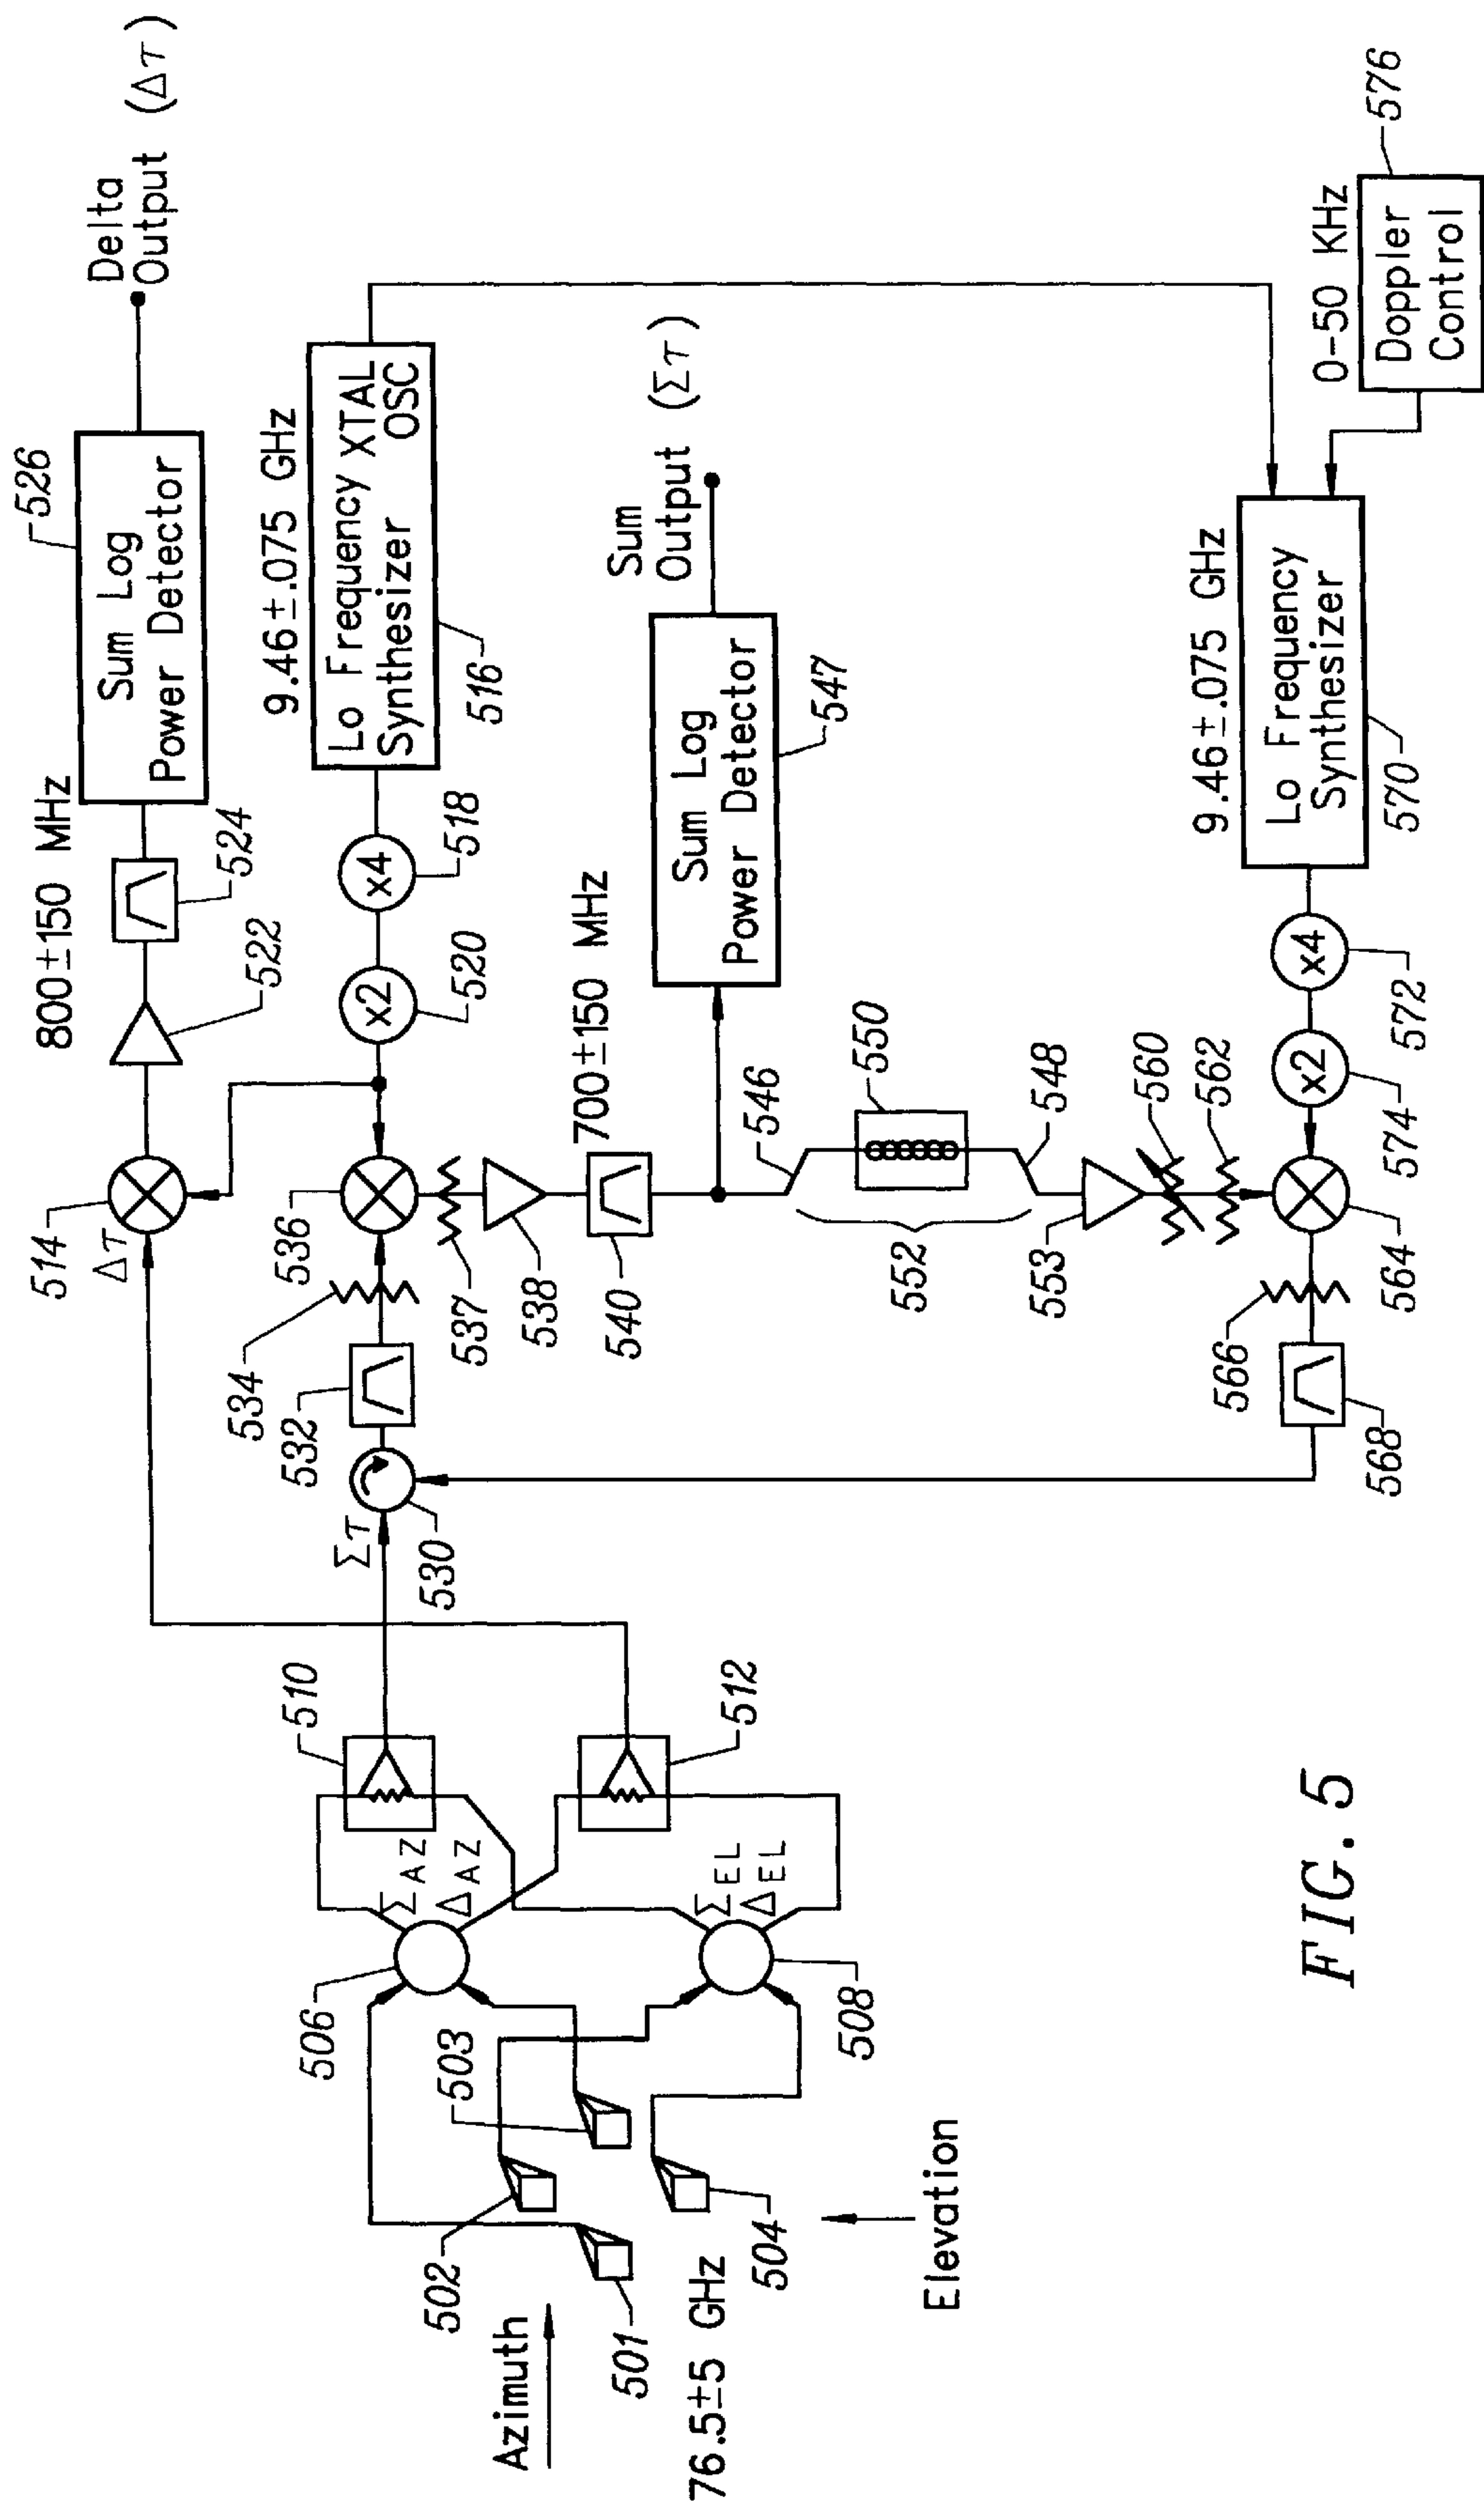 Delta
Output (Δτ)
526
Sum Log
Power Detector
800±150 MHz
524
522
514
Δτ
9.46±.075 GHz
Lo Frequency XTAL
Synthesizer OSC
516
x4
518
x2
520
536
534
532
Στ
530
537
538
540
700±150 MHz
Sum
Output (Στ)
Sum Log
Power Detector
547
546
550
548
552
553
560
562
0-50 KHz
Doppler
Control
576
9.46±.075 GHz
Lo Frequency
Synthesizer
570
x4
572
x2
574
564
566
568
510
512
Σ AZ
Δ AZ
Σ EL
Δ EL
506
508
503
502
501
504
Azimuth
76.5±5 GHz
Elevation
FIG. 5